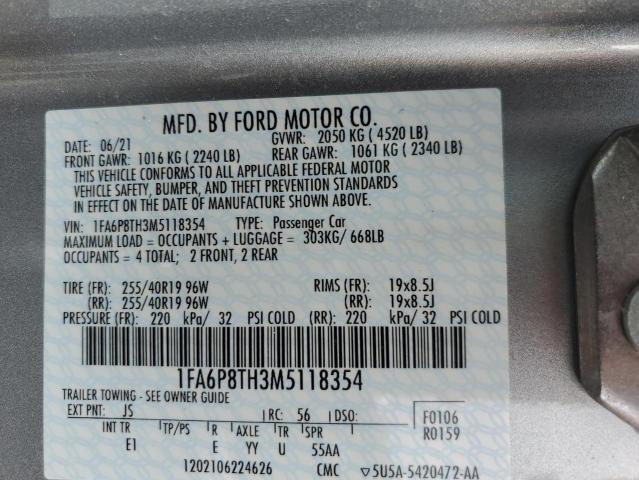 MFD. BY FORD MOTOR CO.
DATE: 06/21 GVWR: 2050 KG ( 4520 LB)
FRONT GAWR: 1016 KG ( 2240 LB) REAR GAWR: 1061 KG ( 2340 LB)
THIS VEHICLE CONFORMS TO ALL APPLICABLE FEDERAL MOTOR
VEHICLE SAFETY, BUMPER, AND THEFT PREVENTION STANDARDS
IN EFFECT ON THE DATE OF MANUFACTURE SHOWN ABOVE.
VIN: 1FA6P8TH3M5118354 TYPE: Passenger Car
MAXIMUM LOAD = OCCUPANTS + LUGGAGE = 303KG/ 668LB
OCCUPANTS = 4 TOTAL; 2 FRONT, 2 REAR
TIRE (FR): 255/40R19 96W RIMS (FR): 19x8.5J
(RR): 255/40R19 96W (RR): 19x8.5J
PRESSURE (FR): 220 kPa/ 32 PSI COLD (RR): 220 kPa/ 32 PSI COLD
1FA6P8TH3M5118354
TRAILER TOWING - SEE OWNER GUIDE
EXT PNT: JS RC: 56 DSO: F0106
INT TR TP/PS R AXLE TR SPR R0159
E1 E YY U 55AA
1202106224626 CMC ▽5U5A-5420472-AA